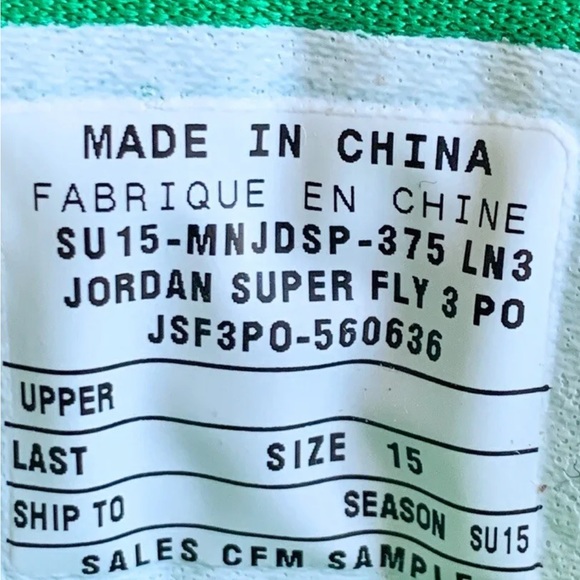 MADE IN CHINA
FABRIQUE EN CHINE
SU15-MNJDSP-375 LN3
JORDAN SUPER FLY 3 PO
JSF3PO-560636
UPPER
LAST SIZE 15
SHIP TO SEASON SU15
SALES CFM SAMPL